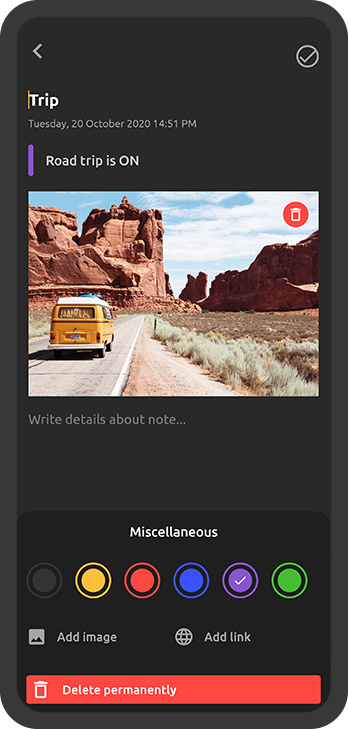 Trip
Tuesday, 20 October 2020 14:51 PM
Road trip is ON
Write details about note...
Miscellaneous
Add image
Add link
Delete permanently